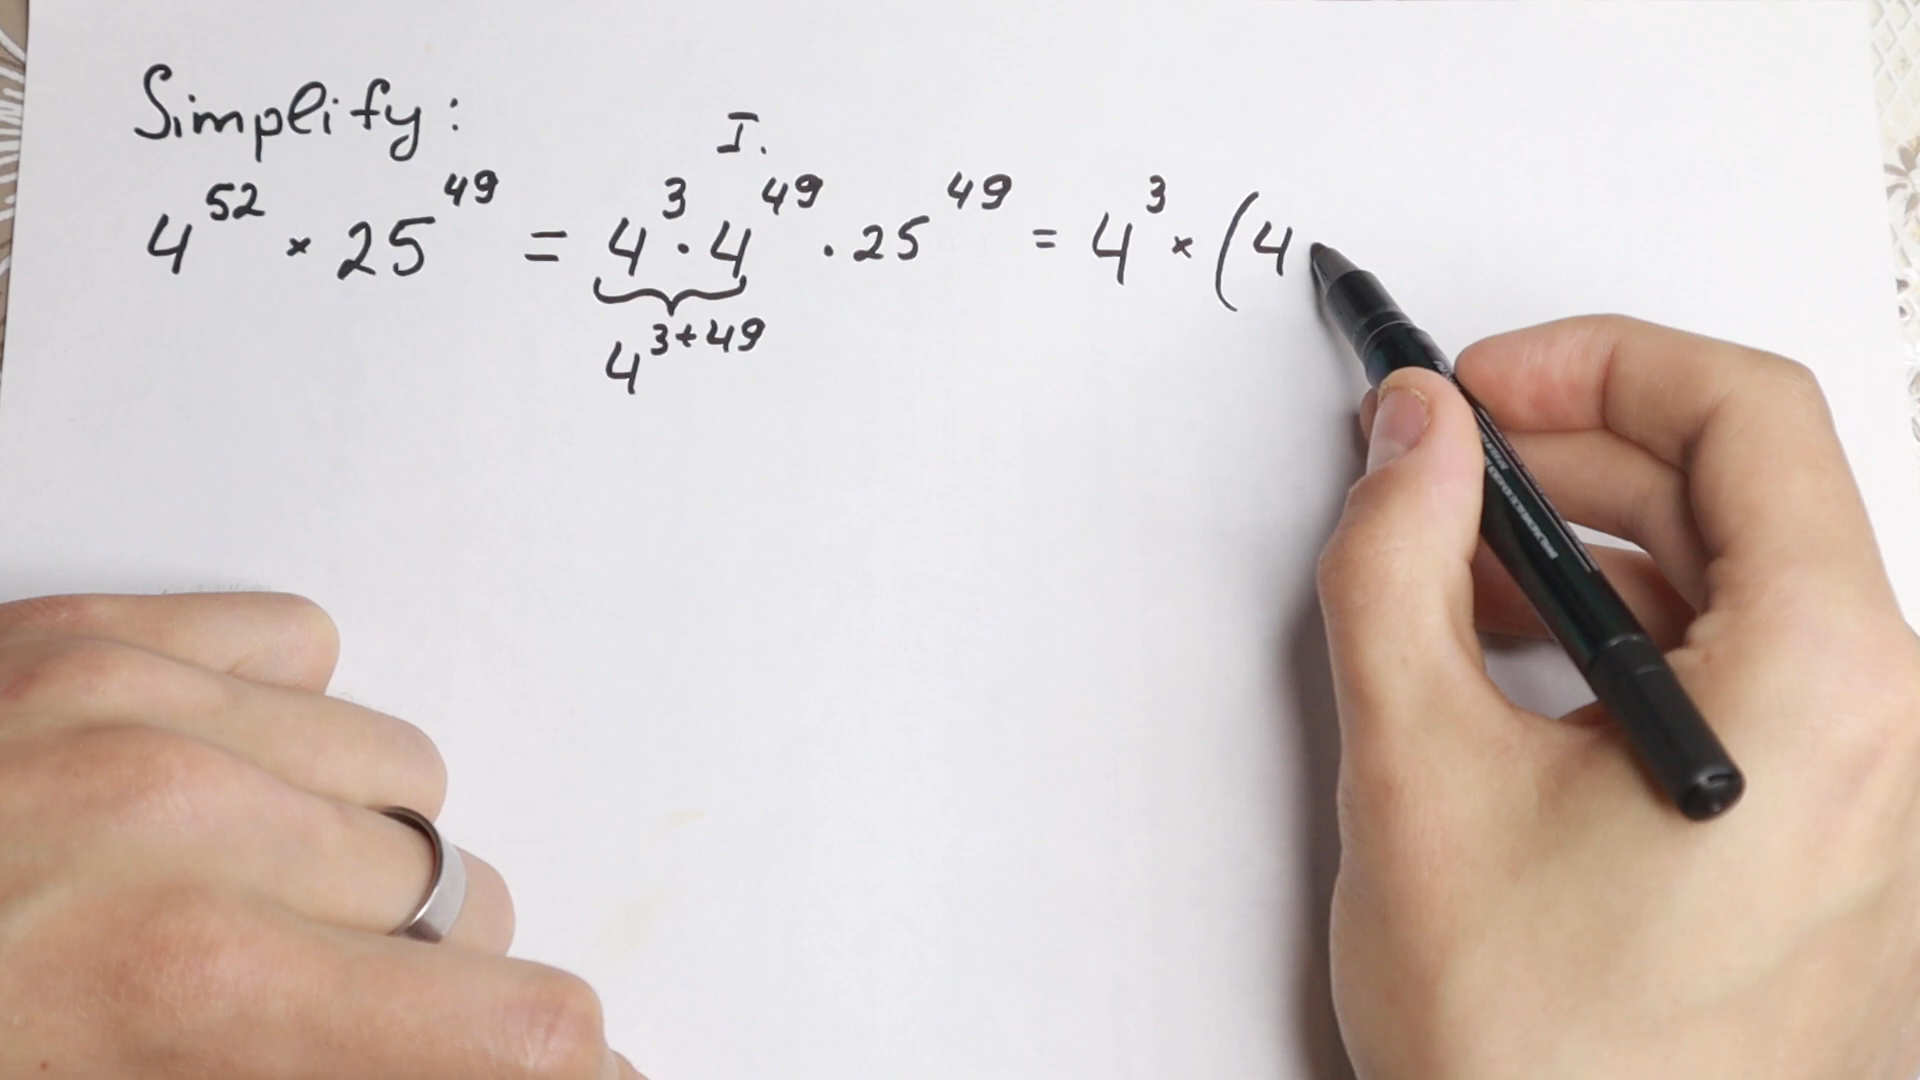 Simplify:
I.
4^52 × 25^49 = 4^3 · 4^49 · 25^49 = 4^3 × (4
4^3+49